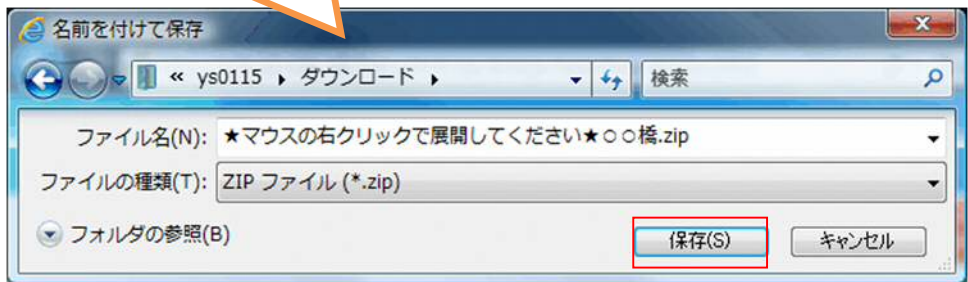 名前を付けて保存
« ys0115 ▸ ダウンロード ▸ 検索
ファイル名(N): ★マウスの右クリックで展開してください★○○橋.zip
ファイルの種類(T): ZIP ファイル (*.zip)
フォルダの参照(B) 保存(S) キャンセル